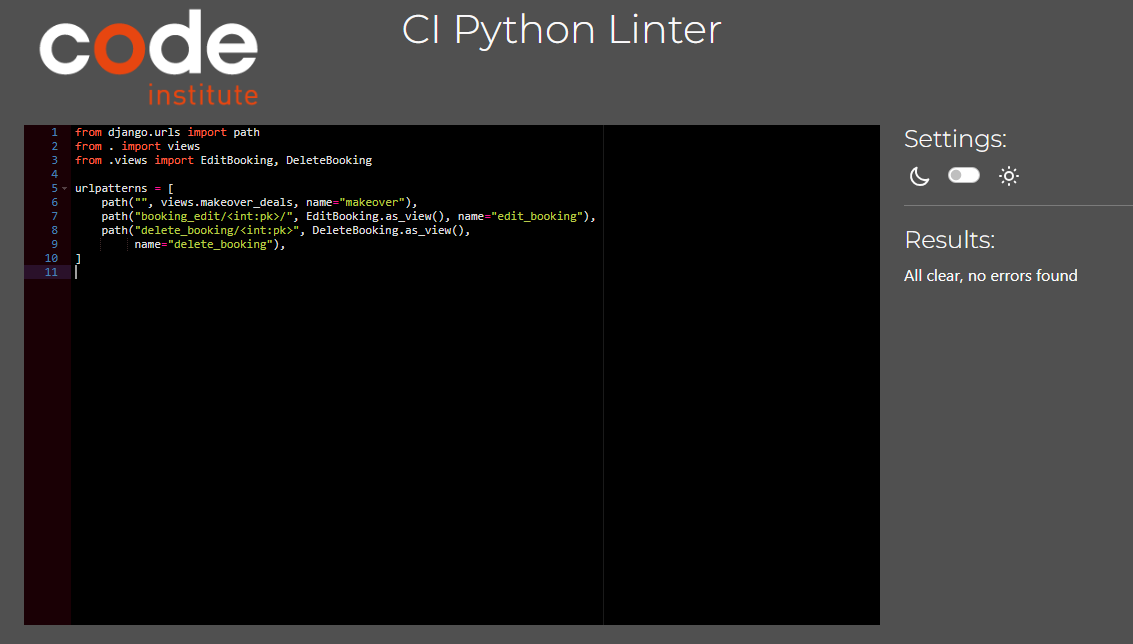 code
institute
CI Python Linter
1 from django.urls import path
2 from . import views
3 from .views import EditBooking, DeleteBooking
4
5 urlpatterns = [
6     path("", views.makeover_deals, name="makeover"),
7     path("booking_edit/<int:pk>/", EditBooking.as_view(), name="edit_booking"),
8     path("delete_booking/<int:pk>", DeleteBooking.as_view(),
9          name="delete_booking"),
10 ]
11
Settings:
Results:
All clear, no errors found